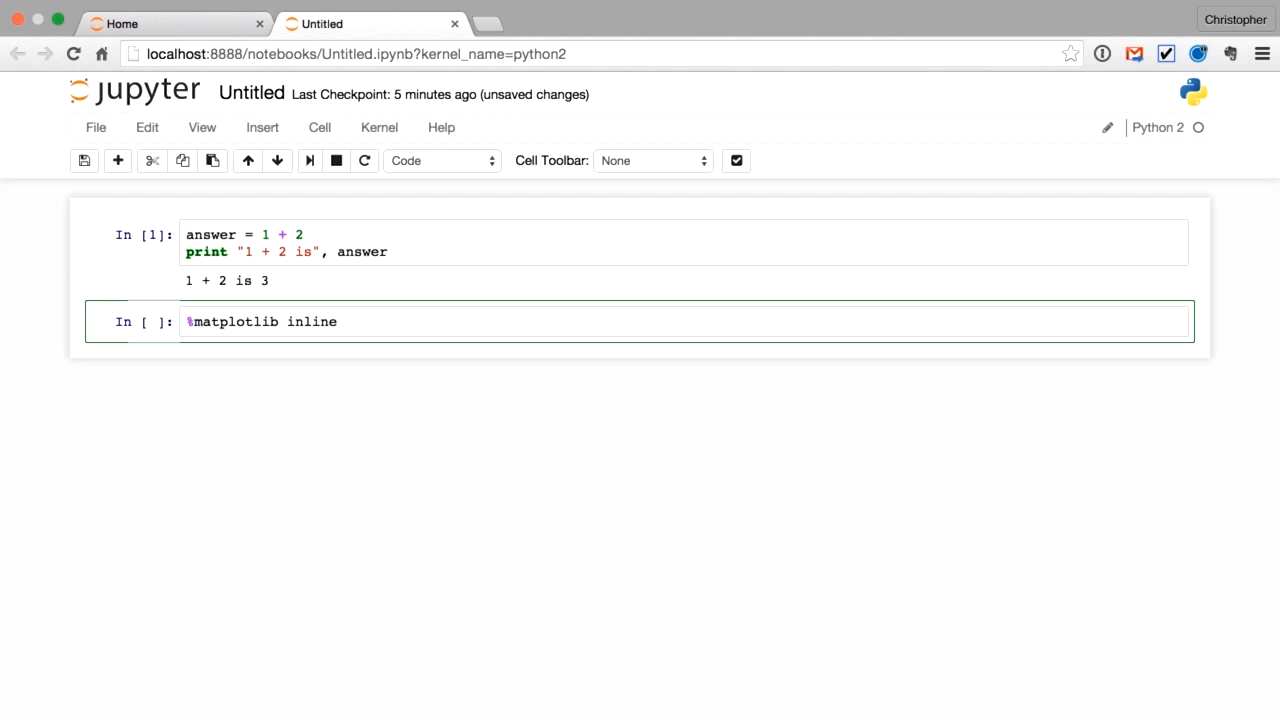 Home
Untitled
Christopher
localhost:8888/notebooks/Untitled.ipynb?kernel_name=python2
jupyter Untitled Last Checkpoint: 5 minutes ago (unsaved changes)
File Edit View Insert Cell Kernel Help Python 2
Code Cell Toolbar: None
In [1]: answer = 1 + 2
print "1 + 2 is", answer
1 + 2 is 3
In [ ]: %matplotlib inline